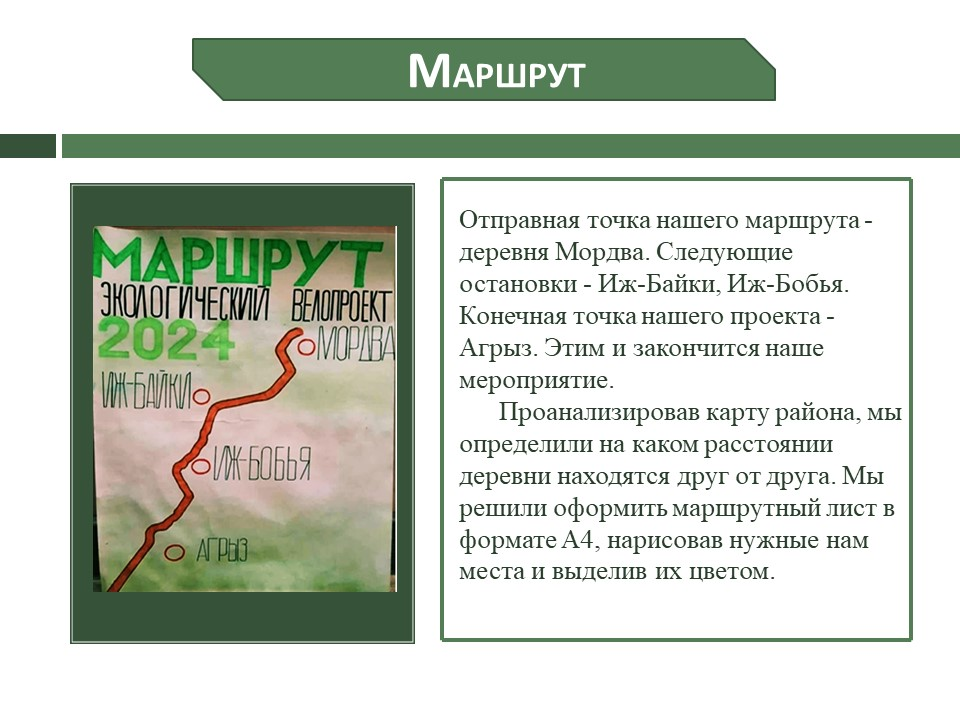 Маршрут
МАРШРУТ
ЭКОЛОГИЧЕСКИЙ ВЕЛОПРОЕКТ
2024
МОРДВА
ИЖ-БАЙКИ
ИЖ-БОБЬЯ
АГРЫЗ
Отправная точка нашего маршрута -
деревня Мордва. Следующие
остановки - Иж-Байки, Иж-Бобья.
Конечная точка нашего проекта -
Агрыз. Этим и закончится наше
мероприятие.
Проанализировав карту района, мы
определили на каком расстоянии
деревни находятся друг от друга. Мы
решили оформить маршрутный лист в
формате А4, нарисовав нужные нам
места и выделив их цветом.